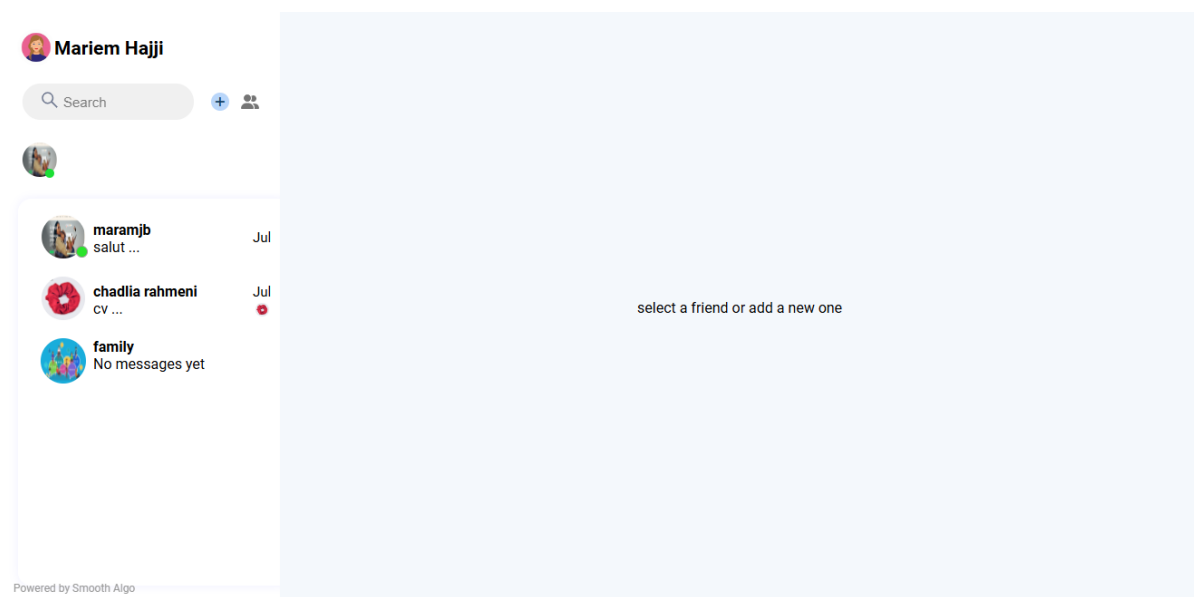 Mariem Hajji
Search
maramjb
Jul
salut ...
chadlia rahmeni
Jul
cv ...
family
No messages yet
select a friend or add a new one
Powered by Smooth Algo